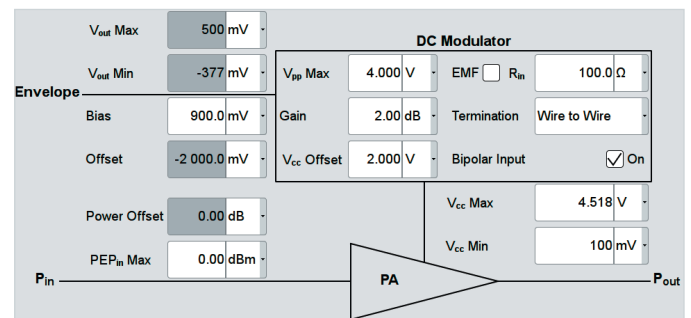 Vout Max 500 mV
DC Modulator
Vout Min -377 mV Vpp Max 4.000 V EMF Rin 100.0 Ω
Envelope
Bias 900.0 mV Gain 2.00 dB Termination Wire to Wire
Offset -2 000.0 mV Vcc Offset 2.000 V Bipolar Input On
Vcc Max 4.518 V
Power Offset 0.00 dB
Vcc Min 100 mV
PEPin Max 0.00 dBm
Pin PA Pout